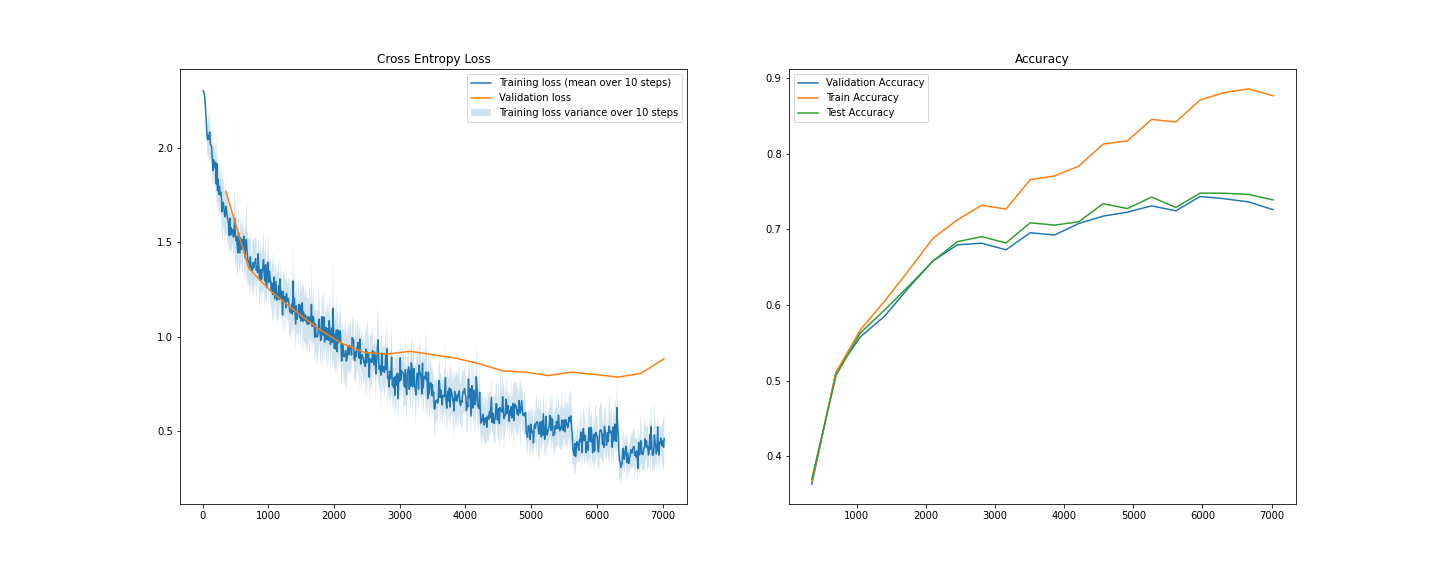 Cross Entropy Loss
Training loss (mean over 10 steps)
Validation loss
Training loss variance over 10 steps
2.0
1.5
1.0
0.5
0 1000 2000 3000 4000 5000 6000 7000
Accuracy
Validation Accuracy
Train Accuracy
Test Accuracy
0.9
0.8
0.7
0.6
0.5
0.4
1000 2000 3000 4000 5000 6000 7000